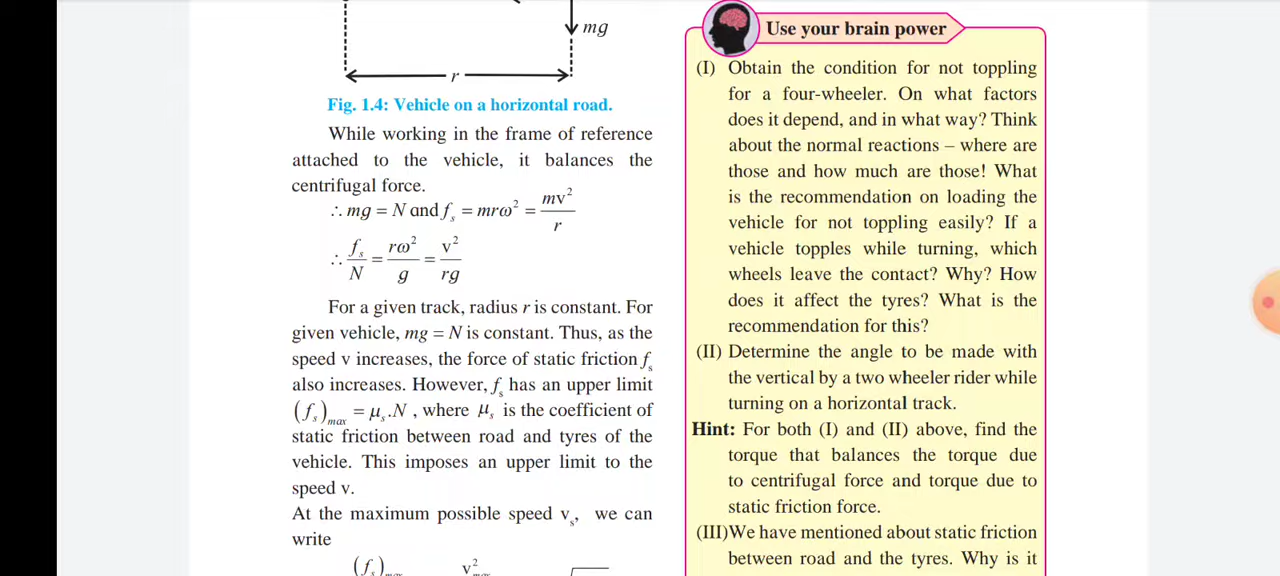 mg
r
Fig. 1.4: Vehicle on a horizontal road.
While working in the frame of reference
attached to the vehicle, it balances the
centrifugal force.
∴ mg = N and fₛ = mrω² = mv²/r
∴ fₛ/N = rω²/g = v²/rg
For a given track, radius r is constant. For
given vehicle, mg = N is constant. Thus, as the
speed v increases, the force of static friction fₛ
also increases. However, fₛ has an upper limit
(fₛ)max = μₛ.N , where μₛ is the coefficient of
static friction between road and tyres of the
vehicle. This imposes an upper limit to the
speed v.
At the maximum possible speed vₛ, we can
write
(fₛ)max v²max
Use your brain power
(I) Obtain the condition for not toppling
for a four-wheeler. On what factors
does it depend, and in what way? Think
about the normal reactions – where are
those and how much are those! What
is the recommendation on loading the
vehicle for not toppling easily? If a
vehicle topples while turning, which
wheels leave the contact? Why? How
does it affect the tyres? What is the
recommendation for this?
(II) Determine the angle to be made with
the vertical by a two wheeler rider while
turning on a horizontal track.
Hint: For both (I) and (II) above, find the
torque that balances the torque due
to centrifugal force and torque due to
static friction force.
(III)We have mentioned about static friction
between road and the tyres. Why is it